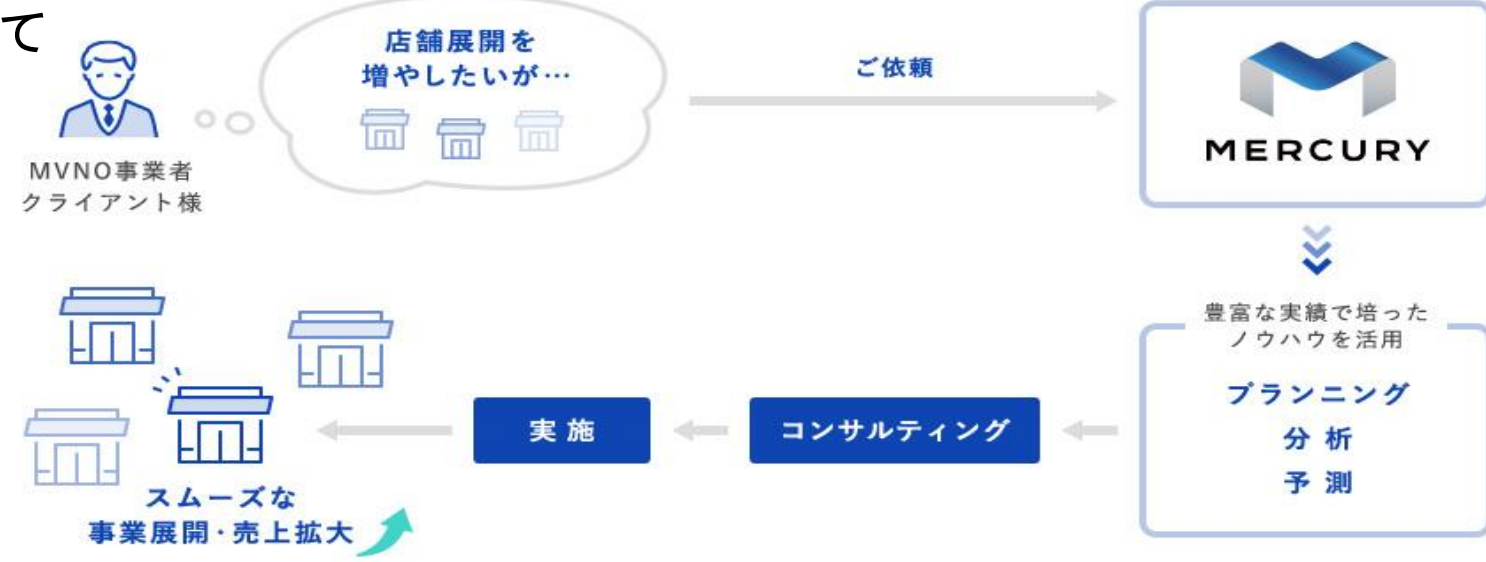 て
店舗展開を
増やしたいが…
ご依頼
MERCURY
MVNO事業者
クライアント様
豊富な実績で培った
ノウハウを活用
プランニング
分析
予測
コンサルティング
実施
スムーズな
事業展開・売上拡大